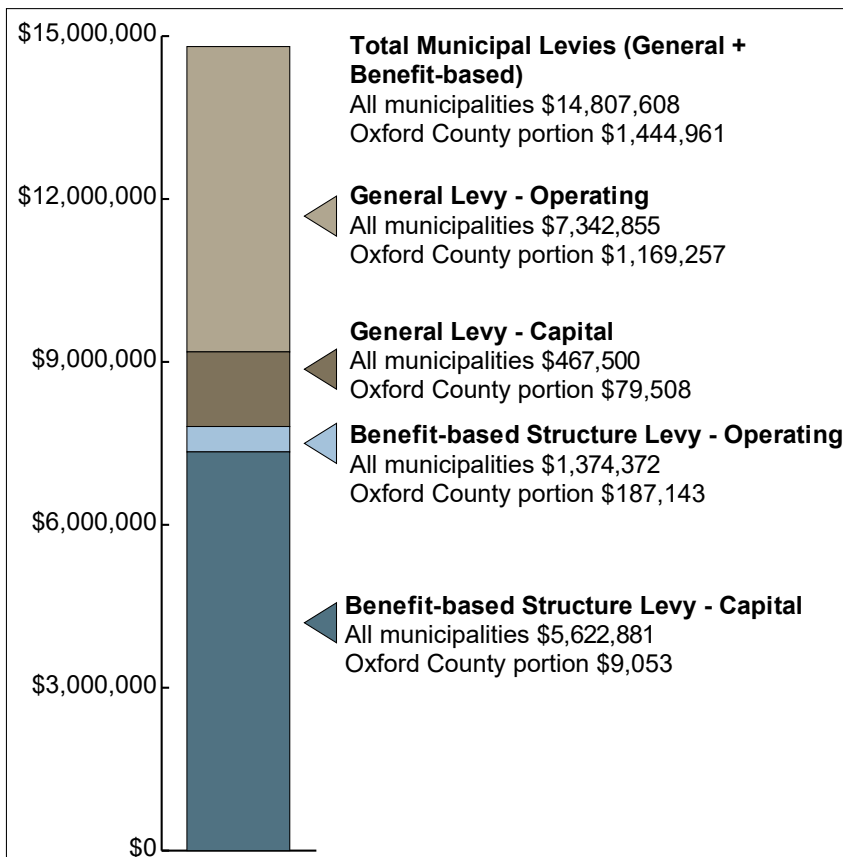 $15,000,000
Total Municipal Levies (General +
Benefit-based)
All municipalities $14,807,608
Oxford County portion $1,444,961
$12,000,000
General Levy - Operating
All municipalities $7,342,855
Oxford County portion $1,169,257
General Levy - Capital
$9,000,000
All municipalities $467,500
Oxford County portion $79,508
Benefit-based Structure Levy - Operating
All municipalities $1,374,372
Oxford County portion $187,143
$6,000,000
Benefit-based Structure Levy - Capital
All municipalities $5,622,881
Oxford County portion $9,053
$3,000,000
$0